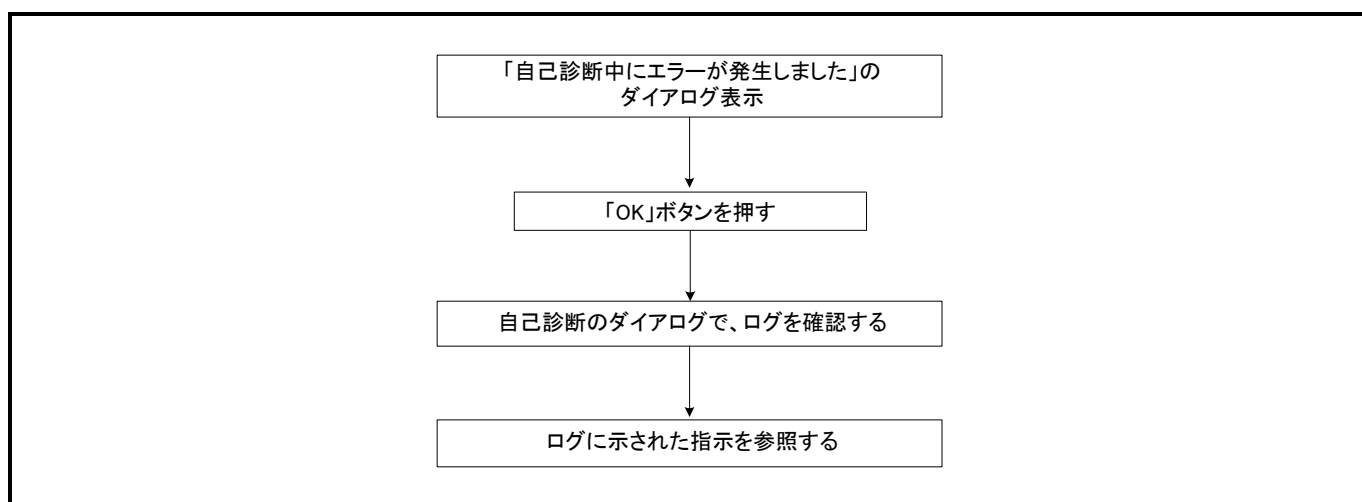 「自己診断中にエラーが発生しました」の
ダイアログ表示
「OK」ボタンを押す
自己診断のダイアログで、ログを確認する
ログに示された指示を参照する